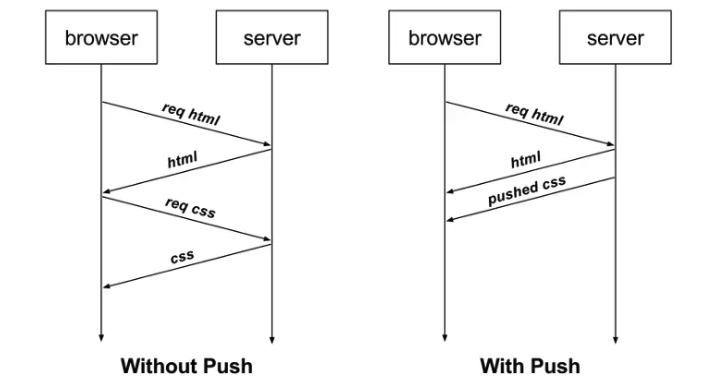 browser
server
req html
html
req css
css
Without Push
browser
server
req html
html
pushed css
With Push